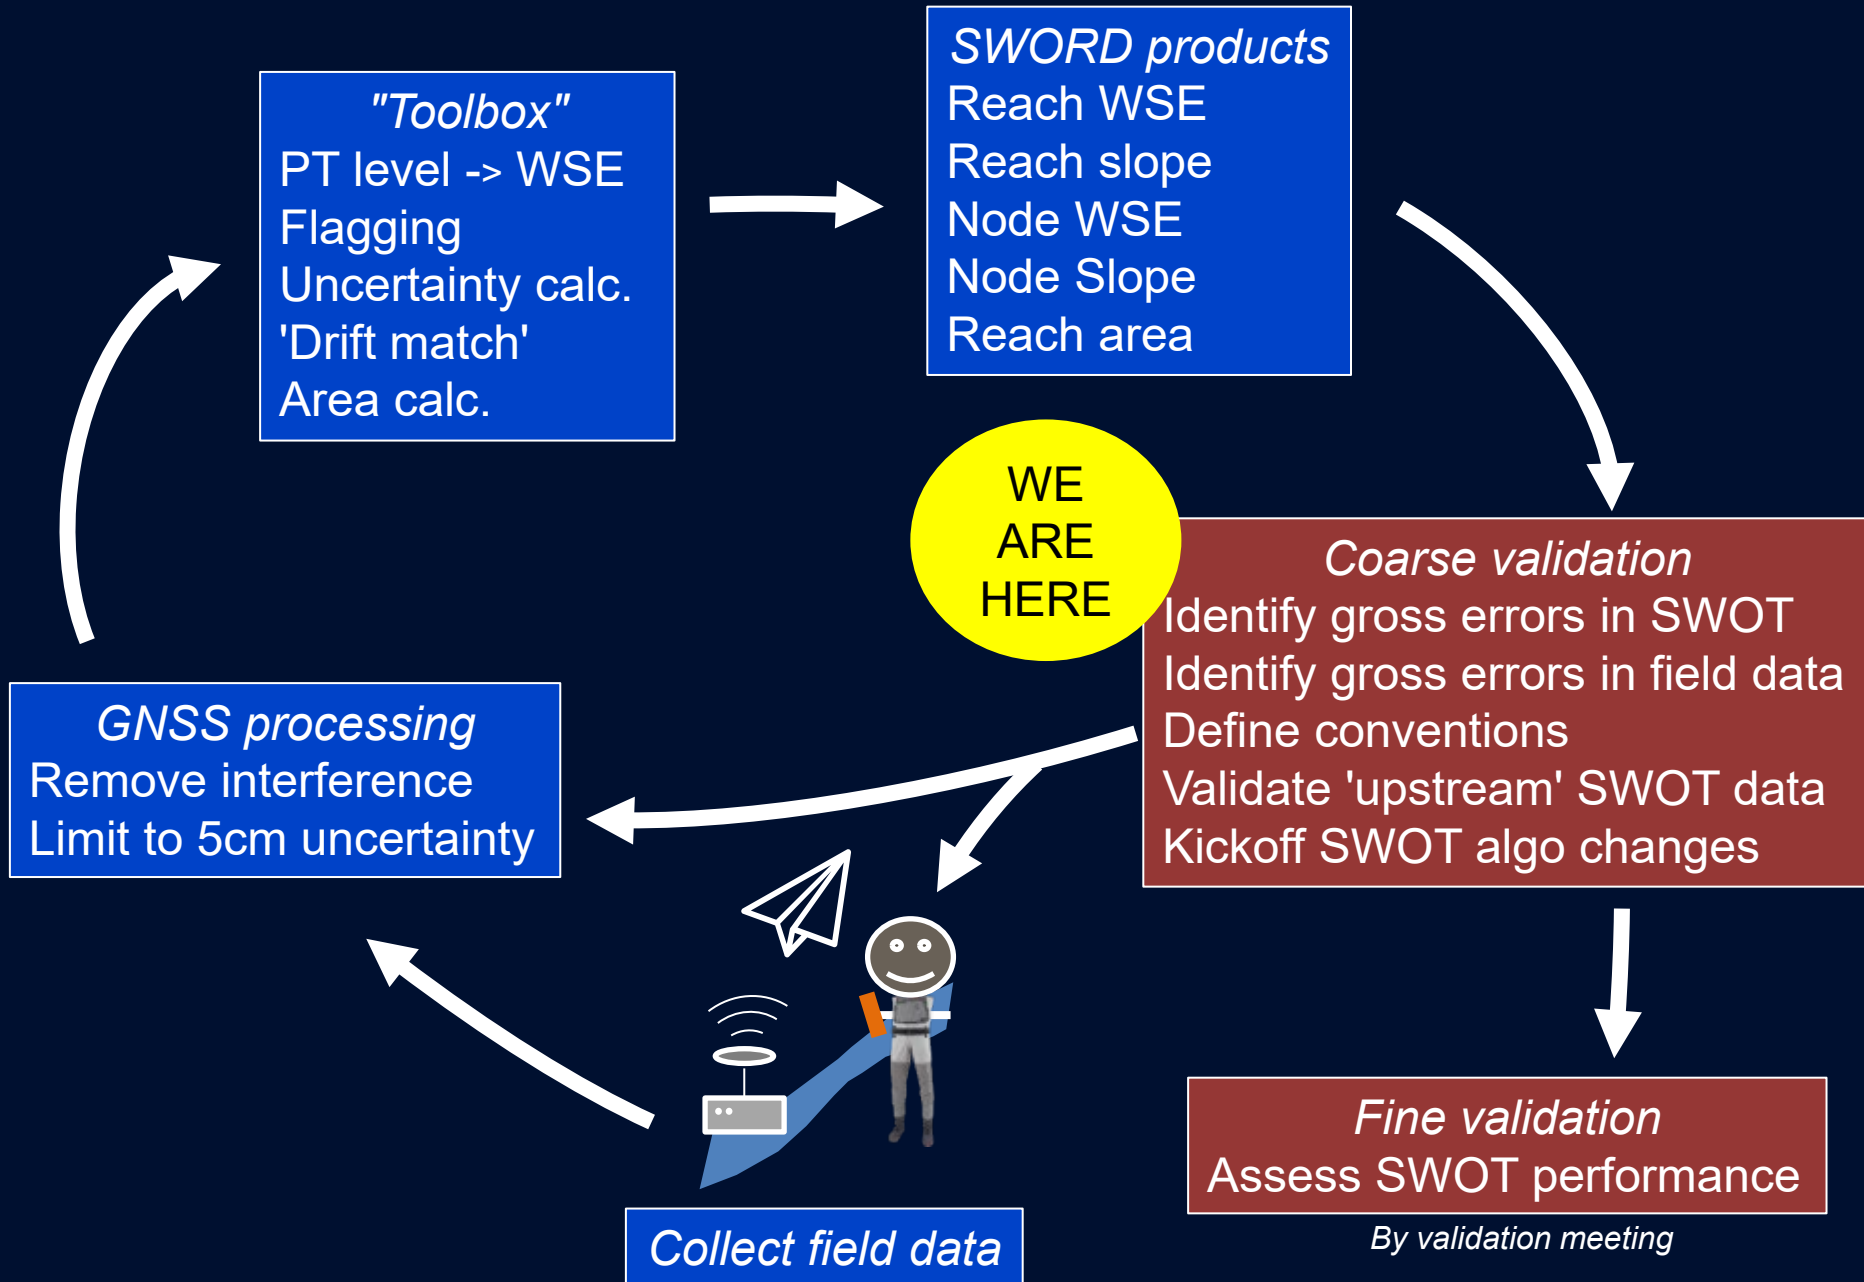 "Toolbox"
PT level -> WSE
Flagging
Uncertainty calc.
'Drift match'
Area calc.
SWORD products
Reach WSE
Reach slope
Node WSE
Node Slope
Reach area
WE
ARE
HERE
Coarse validation
Identify gross errors in SWOT
Identify gross errors in field data
Define conventions
Validate 'upstream' SWOT data
Kickoff SWOT algo changes
GNSS processing
Remove interference
Limit to 5cm uncertainty
Fine validation
Assess SWOT performance
By validation meeting
Collect field data